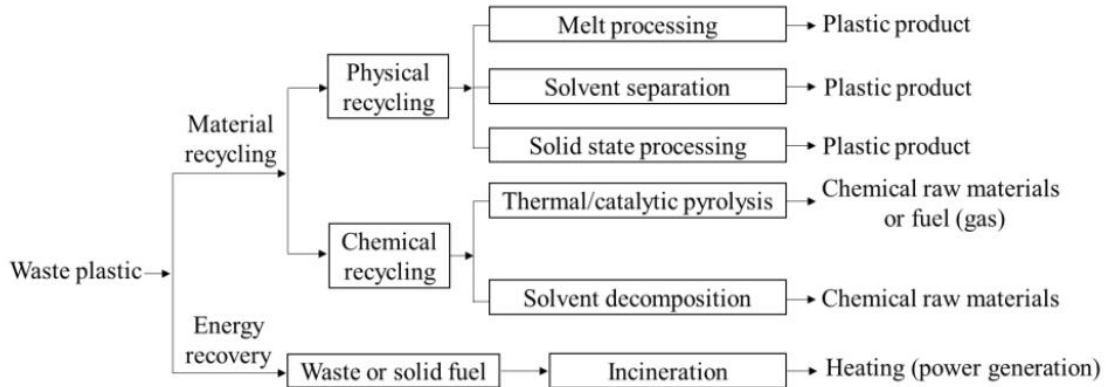 Melt processing
Plastic product
Physical
recycling
Solvent separation
Plastic product
Material
recycling
Solid state processing
Plastic product
Thermal/catalytic pyrolysis
Chemical raw materials
or fuel (gas)
Chemical
recycling
Waste plastic
Solvent decomposition
Chemical raw materials
Energy
recovery
Waste or solid fuel
Incineration
Heating (power generation)